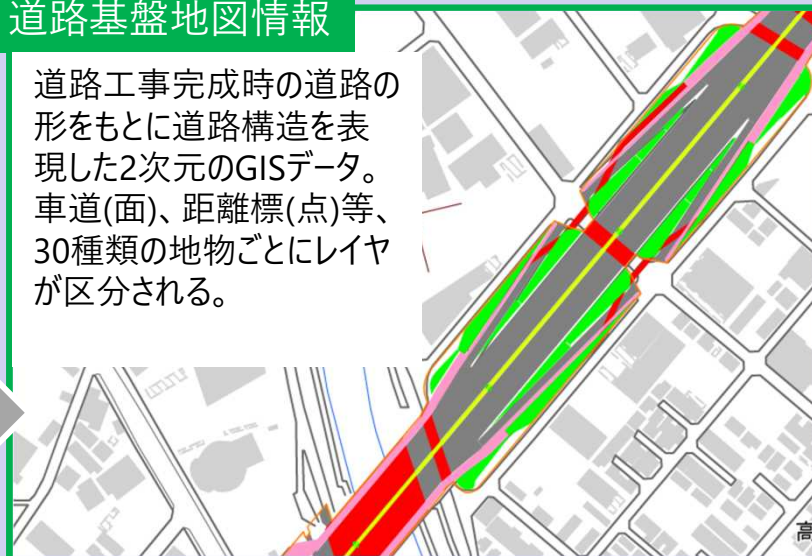 道路基盤地図情報
道路工事完成時の道路の
形をもとに道路構造を表
現した2次元のGISデータ。
車道(面)、距離標(点)等、
30種類の地物ごとにレイヤ
が区分される。
高